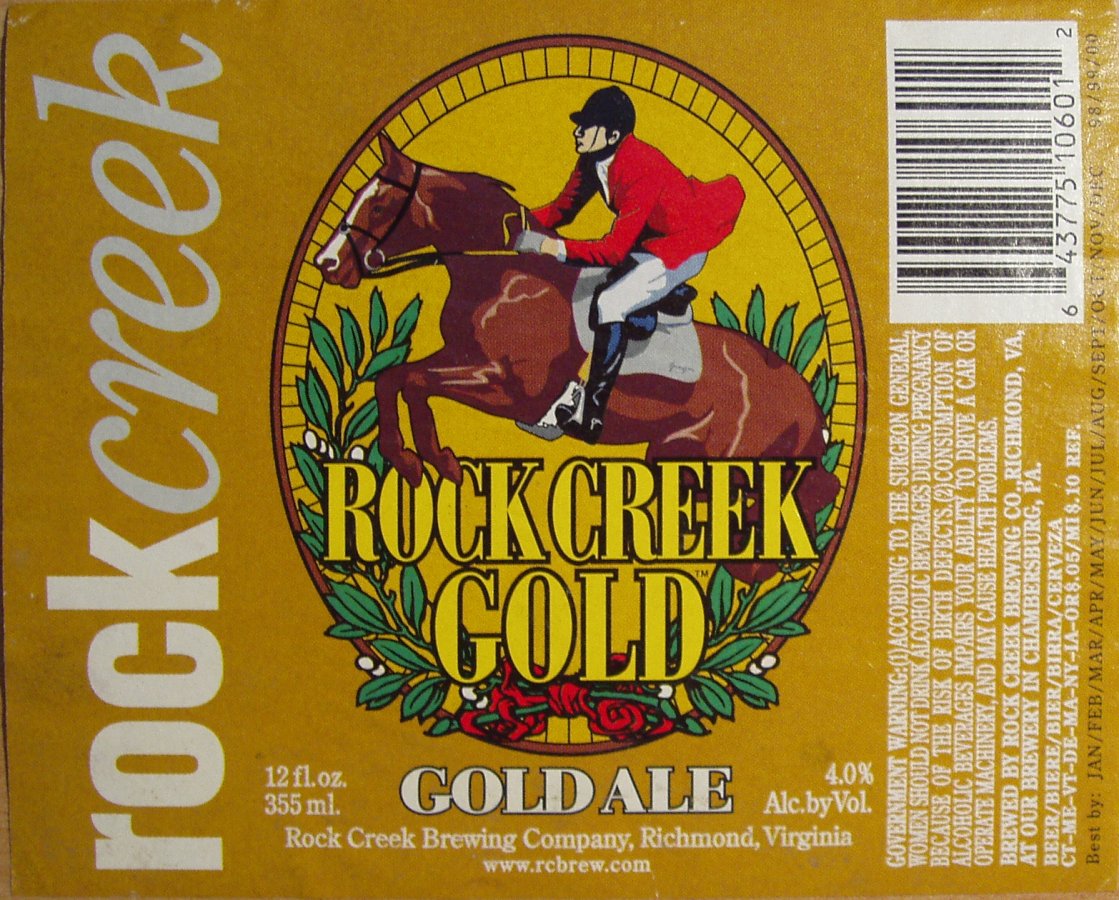 rockcreek
ROCK CREEK
GOLD™
12 fl. oz.
355 ml.
GOLD ALE
4.0%
Alc. by Vol.
Rock Creek Brewing Company, Richmond, Virginia
www.rcbrew.com
6 43775 10601 2
GOVERNMENT WARNING:(1)ACCORDING TO THE SURGEON GENERAL,
WOMEN SHOULD NOT DRINK ALCOHOLIC BEVERAGES DURING PREGNANCY
BECAUSE OF THE RISK OF BIRTH DEFECTS.(2)CONSUMPTION OF
ALCOHOLIC BEVERAGES IMPAIRS YOUR ABILITY TO DRIVE A CAR OR
OPERATE MACHINERY, AND MAY CAUSE HEALTH PROBLEMS.
BREWED BY ROCK CREEK BREWING CO., RICHMOND, VA.,
AT OUR BREWERY IN CHAMBERSBURG, PA.
BEER/BIERE/BIER/BIRRA/CERVEZA
CT-ME-VT-DE-MA-NY-IA-OR 8.05/MI 8.10 REF.
Best by: JAN/FEB/MAR/APR/MAY/JUN/JUL/AUG/SEPT/OCT/NOV/DEC 98/99/00